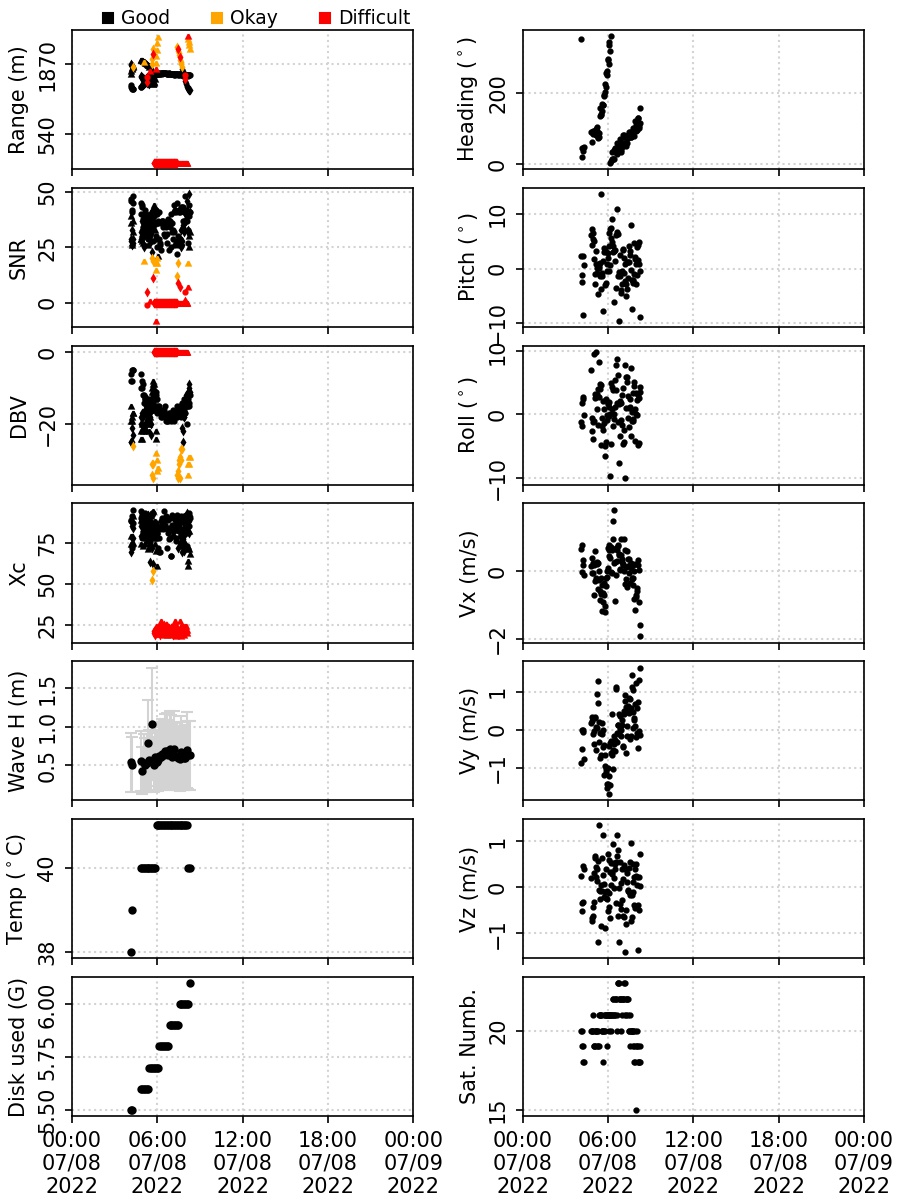 Good Okay Difficult
Range (m)
1870
540
Heading (°)
200
0
SNR
50
25
0
Pitch (°)
10
0
−10
DBV
0
−20
Roll (°)
10
0
−10
Xc
75
50
25
Vx (m/s)
0
−2
Wave H (m)
1.5
1.0
0.5
Vy (m/s)
1
0
−1
Temp (°C)
40
38
Vz (m/s)
1
0
−1
Disk used (G)
6.00
5.75
5.50
Sat. Numb.
20
15
00:00 06:00 12:00 18:00 00:00
07/08 07/08 07/08 07/08 07/09
2022 2022 2022 2022 2022
00:00 06:00 12:00 18:00 00:00
07/08 07/08 07/08 07/08 07/09
2022 2022 2022 2022 2022